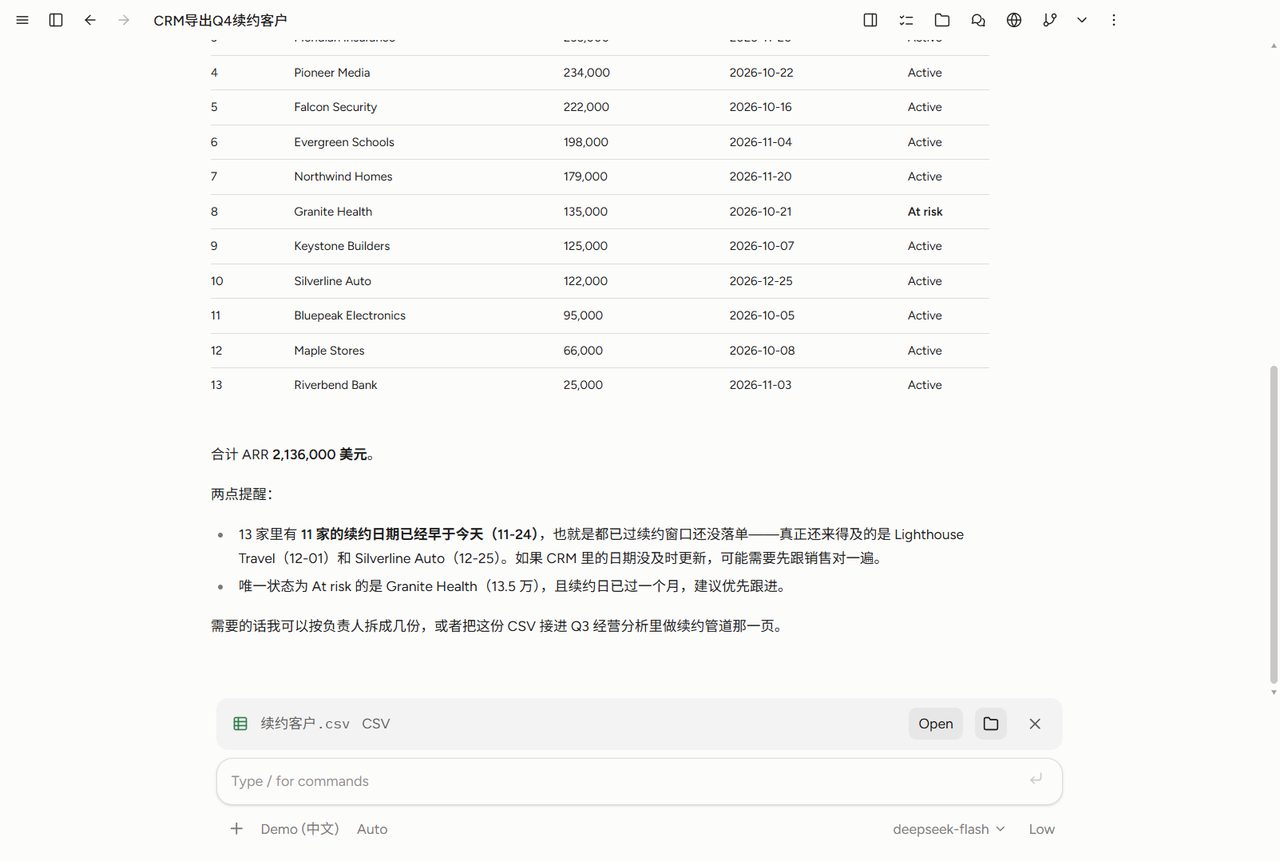 CRM导出Q4续约客户
4 Pioneer Media 234,000 2026-10-22 Active
5 Falcon Security 222,000 2026-10-16 Active
6 Evergreen Schools 198,000 2026-11-04 Active
7 Northwind Homes 179,000 2026-11-20 Active
8 Granite Health 135,000 2026-10-21 At risk
9 Keystone Builders 125,000 2026-10-07 Active
10 Silverline Auto 122,000 2026-12-25 Active
11 Bluepeak Electronics 95,000 2026-10-05 Active
12 Maple Stores 66,000 2026-10-08 Active
13 Riverbend Bank 25,000 2026-11-03 Active
合计 ARR 2,136,000 美元。
两点提醒：
• 13 家里有 11 家的续约日期已经早于今天（11-24），也就是都已过续约窗口还没落单——真正还来得及的是 Lighthouse
Travel（12-01）和 Silverline Auto（12-25）。如果 CRM 里的日期没及时更新，可能需要先跟销售对一遍。
• 唯一状态为 At risk 的是 Granite Health（13.5 万），且续约日已过一个月，建议优先跟进。
需要的话我可以按负责人拆成几份，或者把这份 CSV 接进 Q3 经营分析里做续约管道那一页。
续约客户.csv CSV Open
Type / for commands
Demo (中文) Auto deepseek-flash Low